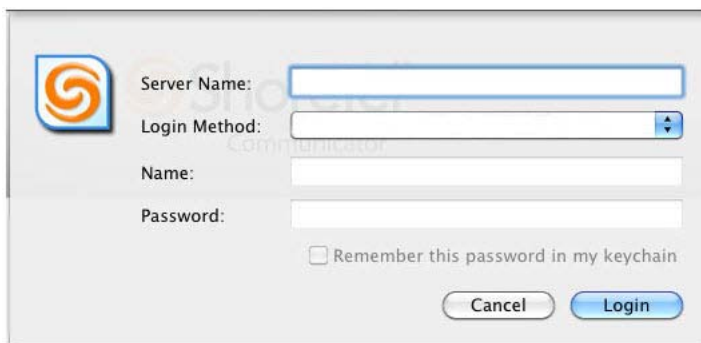 Server Name:
ShoreTel
Login Method:
Communicator
Name:
Password:
Remember this password in my keychain
Cancel Login